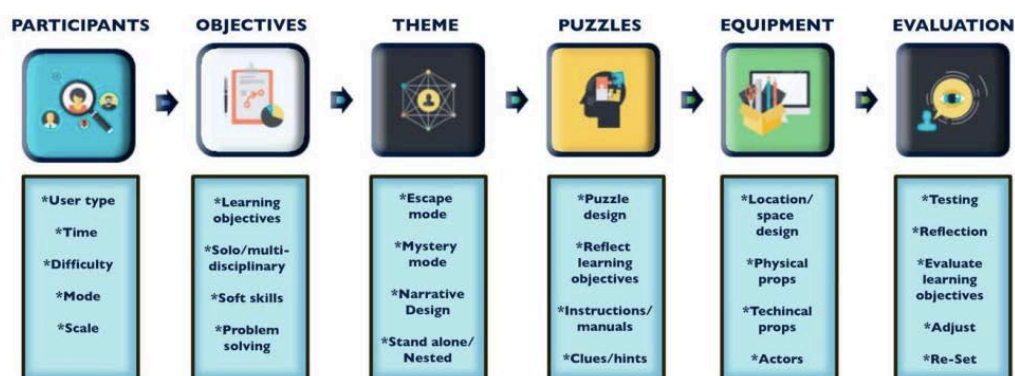 PARTICIPANTS
OBJECTIVES
THEME
PUZZLES
EQUIPMENT
EVALUATION
*User type
*Time
*Difficulty
*Mode
*Scale
*Learning
objectives
*Solo/multi-
disciplinary
*Soft skills
*Problem
solving
*Escape
mode
*Mystery
mode
*Narrative
Design
*Stand alone/
Nested
*Puzzle
design
*Reflect
learning
objectives
*Instructions/
manuals
*Clues/hints
*Location/
space
design
*Physical
props
*Techincal
props
*Actors
*Testing
*Reflection
*Evaluate
learning
objectives
*Adjust
*Re-Set